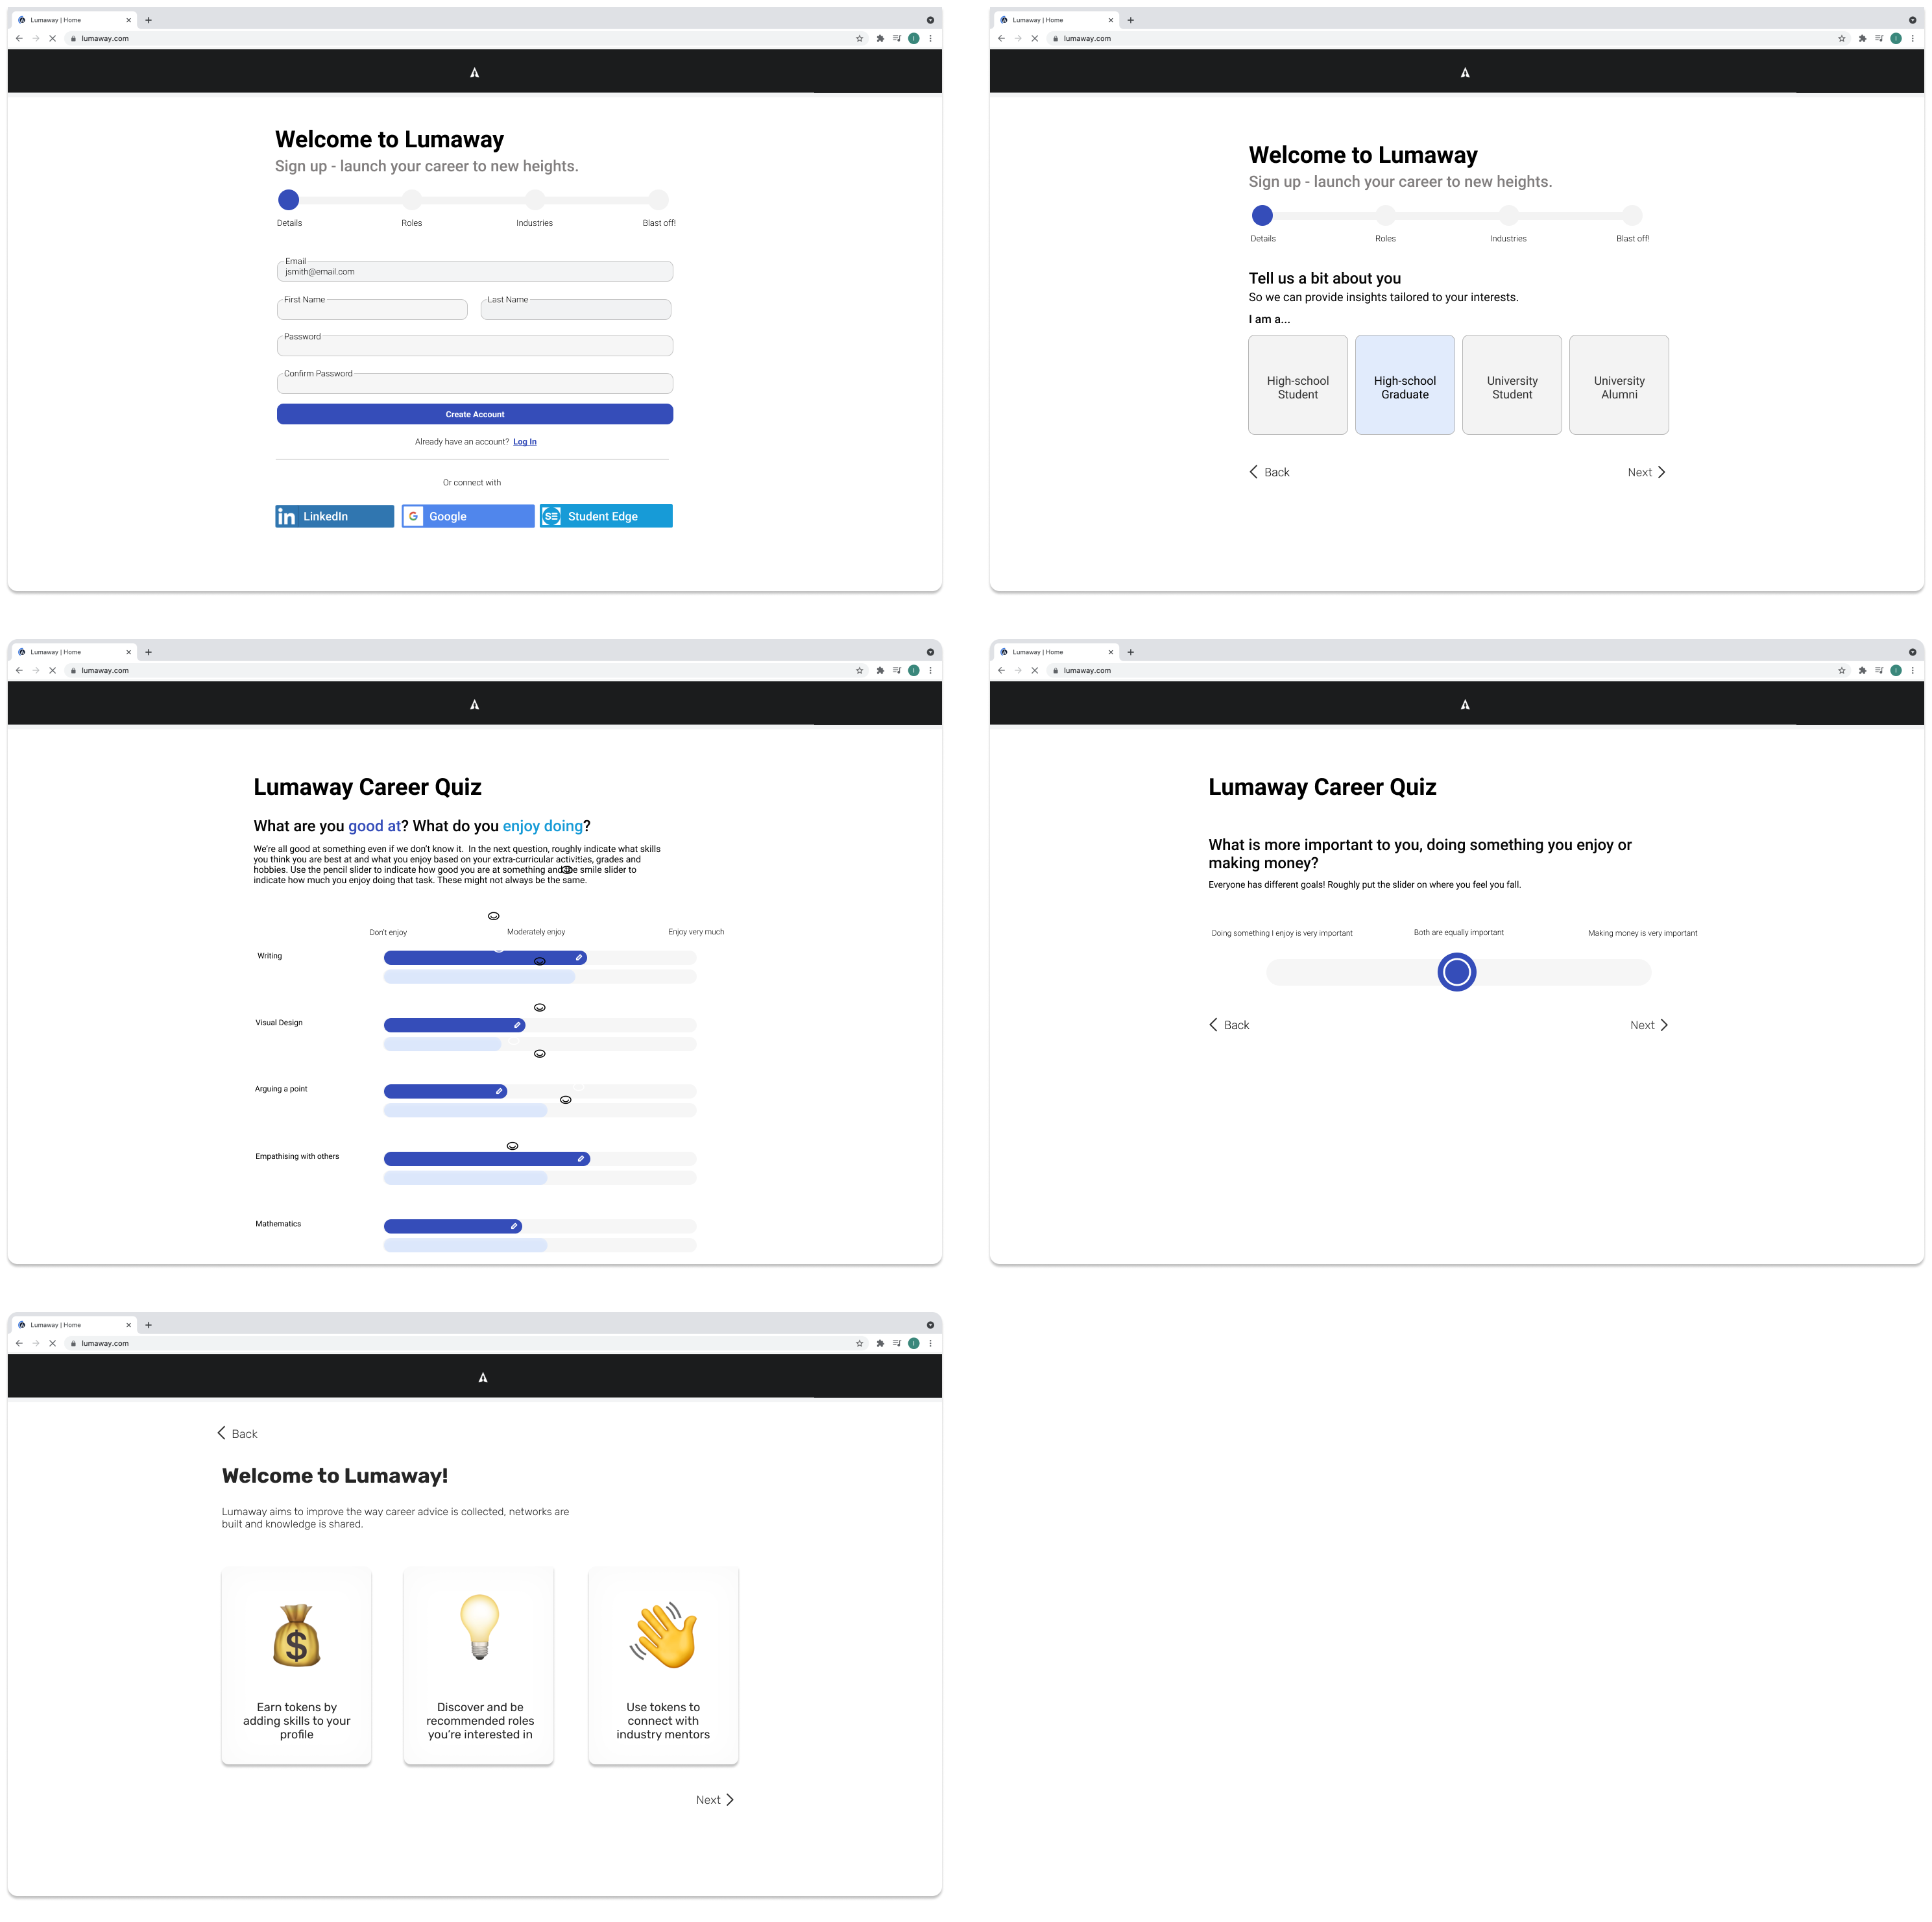 Lumaway | Home
lumaway.com
Welcome to Lumaway
Sign up - launch your career to new heights.
Details
Roles
Industries
Blast off!
Email
jsmith@email.com
First Name
Last Name
Password
Confirm Password
Create Account
Already have an account? Log In
Or connect with
in LinkedIn
G Google
SE Student Edge
Lumaway | Home
lumaway.com
Welcome to Lumaway
Sign up - launch your career to new heights.
Details
Roles
Industries
Blast off!
Tell us a bit about you
So we can provide insights tailored to your interests.
I am a...
High-school
Student
High-school
Graduate
University
Student
University
Alumni
Back
Next
Lumaway | Home
lumaway.com
Lumaway Career Quiz
What are you good at? What do you enjoy doing?
We're all good at something even if we don't know it. In the next question, roughly indicate what skills
you think you are best at and what you enjoy based on your extra-curricular activities, grades and
hobbies. Use the pencil slider to indicate how good you are at something and the smile slider to
indicate how much you enjoy doing that task. These might not always be the same.
Don't enjoy
Moderately enjoy
Enjoy very much
Writing
Visual Design
Arguing a point
Empathising with others
Mathematics
Lumaway | Home
lumaway.com
Lumaway Career Quiz
What is more important to you, doing something you enjoy or
making money?
Everyone has different goals! Roughly put the slider on where you feel you fall.
Doing something I enjoy is very important
Both are equally important
Making money is very important
Back
Next
Lumaway | Home
lumaway.com
Back
Welcome to Lumaway!
Lumaway aims to improve the way career advice is collected, networks are
built and knowledge is shared.
$
Earn tokens by
adding skills to your
profile
Discover and be
recommended roles
you're interested in
Use tokens to
connect with
industry mentors
Next